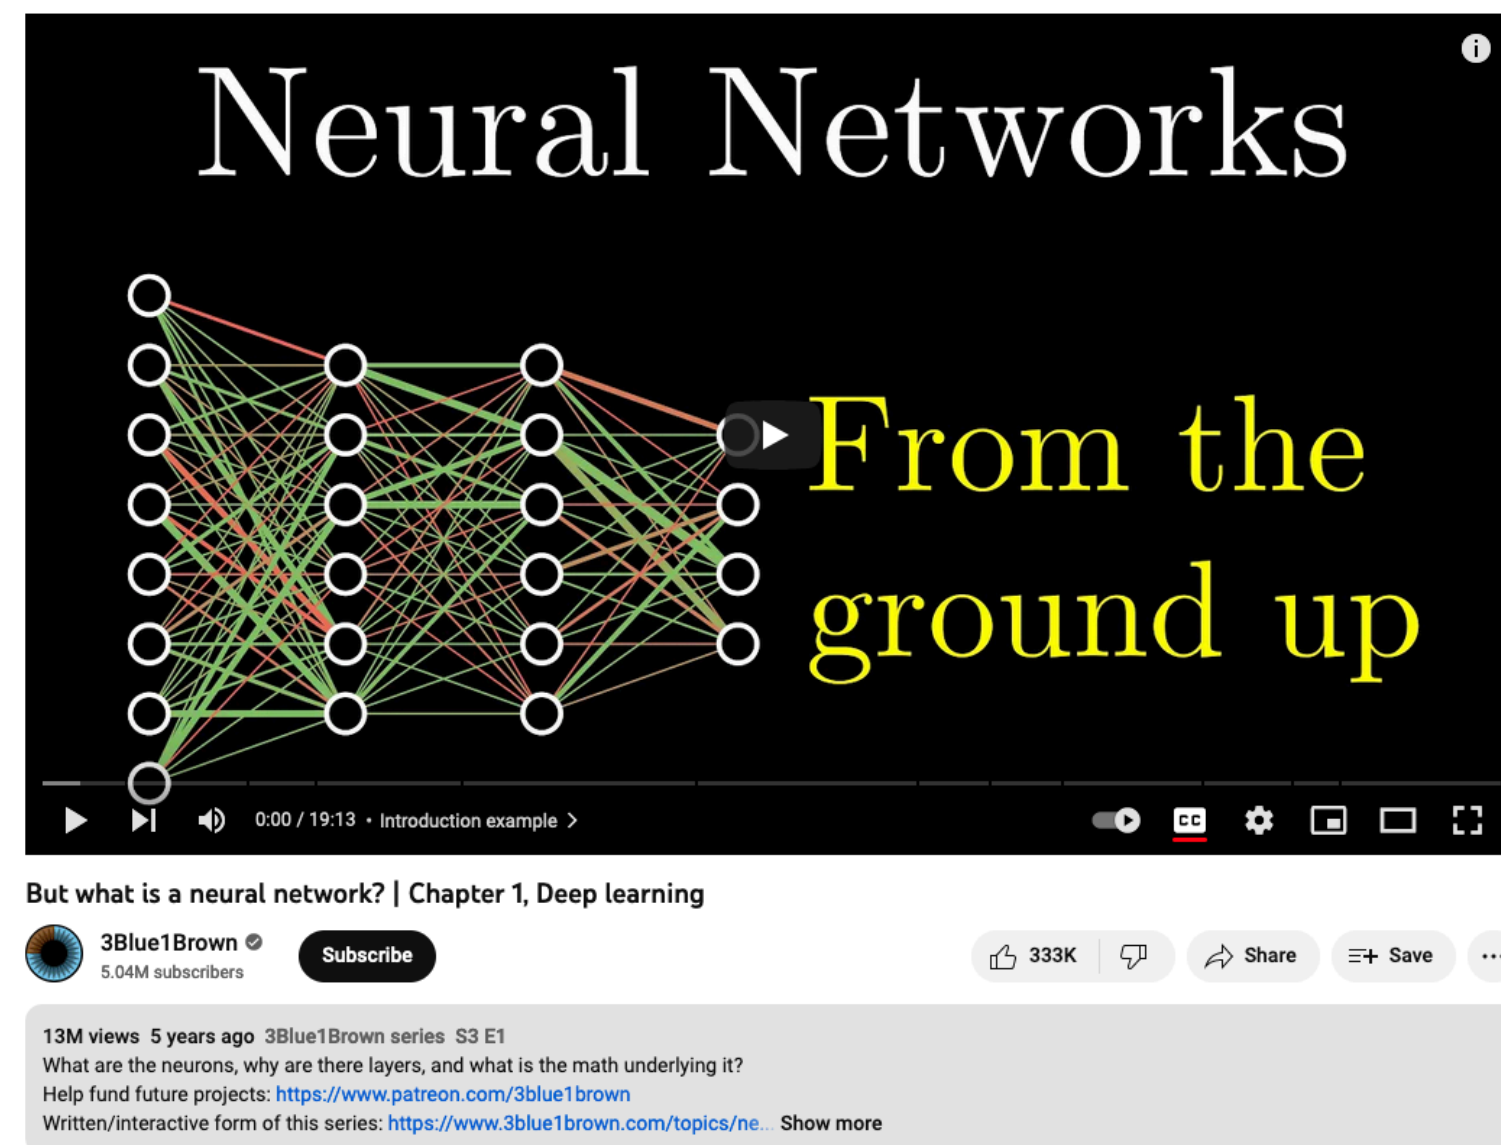 Neural Networks
From the
ground up
0:00 / 19:13 • Introduction example
CC
But what is a neural network? | Chapter 1, Deep learning
3Blue1Brown
5.04M subscribers
Subscribe
333K
Share
Save
13M views 5 years ago 3Blue1Brown series S3 E1
What are the neurons, why are there layers, and what is the math underlying it?
Help fund future projects: https://www.patreon.com/3blue1brown
Written/interactive form of this series: https://www.3blue1brown.com/topics/ne... Show more